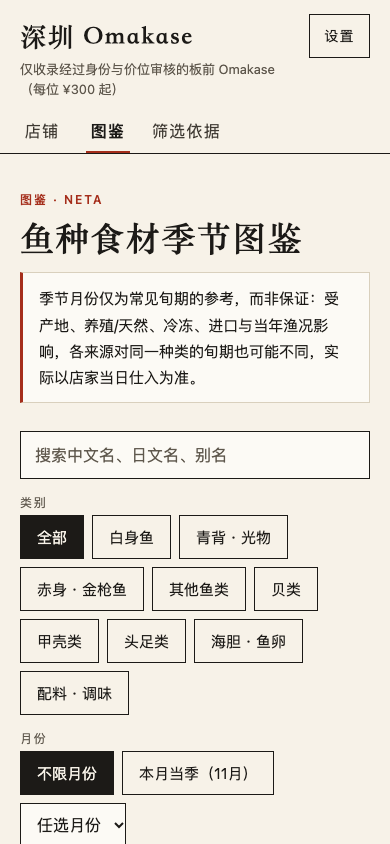 深圳 Omakase
设置
仅收录经过身份与价位审核的板前 Omakase
（每位 ¥300 起）
店铺 图鉴 筛选依据
图鉴 · NETA
鱼种食材季节图鉴
季节月份仅为常见旬期的参考，而非保证：受
产地、养殖/天然、冷冻、进口与当年渔况影
响，各来源对同一种类的旬期也可能不同，实
际以店家当日仕入为准。
搜索中文名、日文名、别名
类别
全部 白身鱼 青背 · 光物
赤身 · 金枪鱼 其他鱼类 贝类
甲壳类 头足类 海胆 · 鱼卵
配料 · 调味
月份
不限月份 本月当季（11月）
任选月份